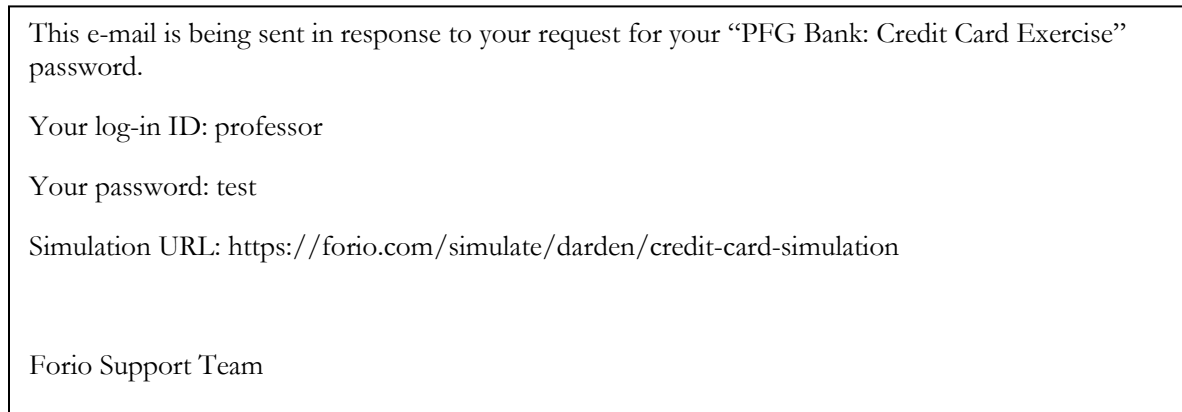 This e-mail is being sent in response to your request for your “PFG Bank: Credit Card Exercise”
password.
Your log-in ID: professor
Your password: test
Simulation URL: https://forio.com/simulate/darden/credit-card-simulation
Forio Support Team